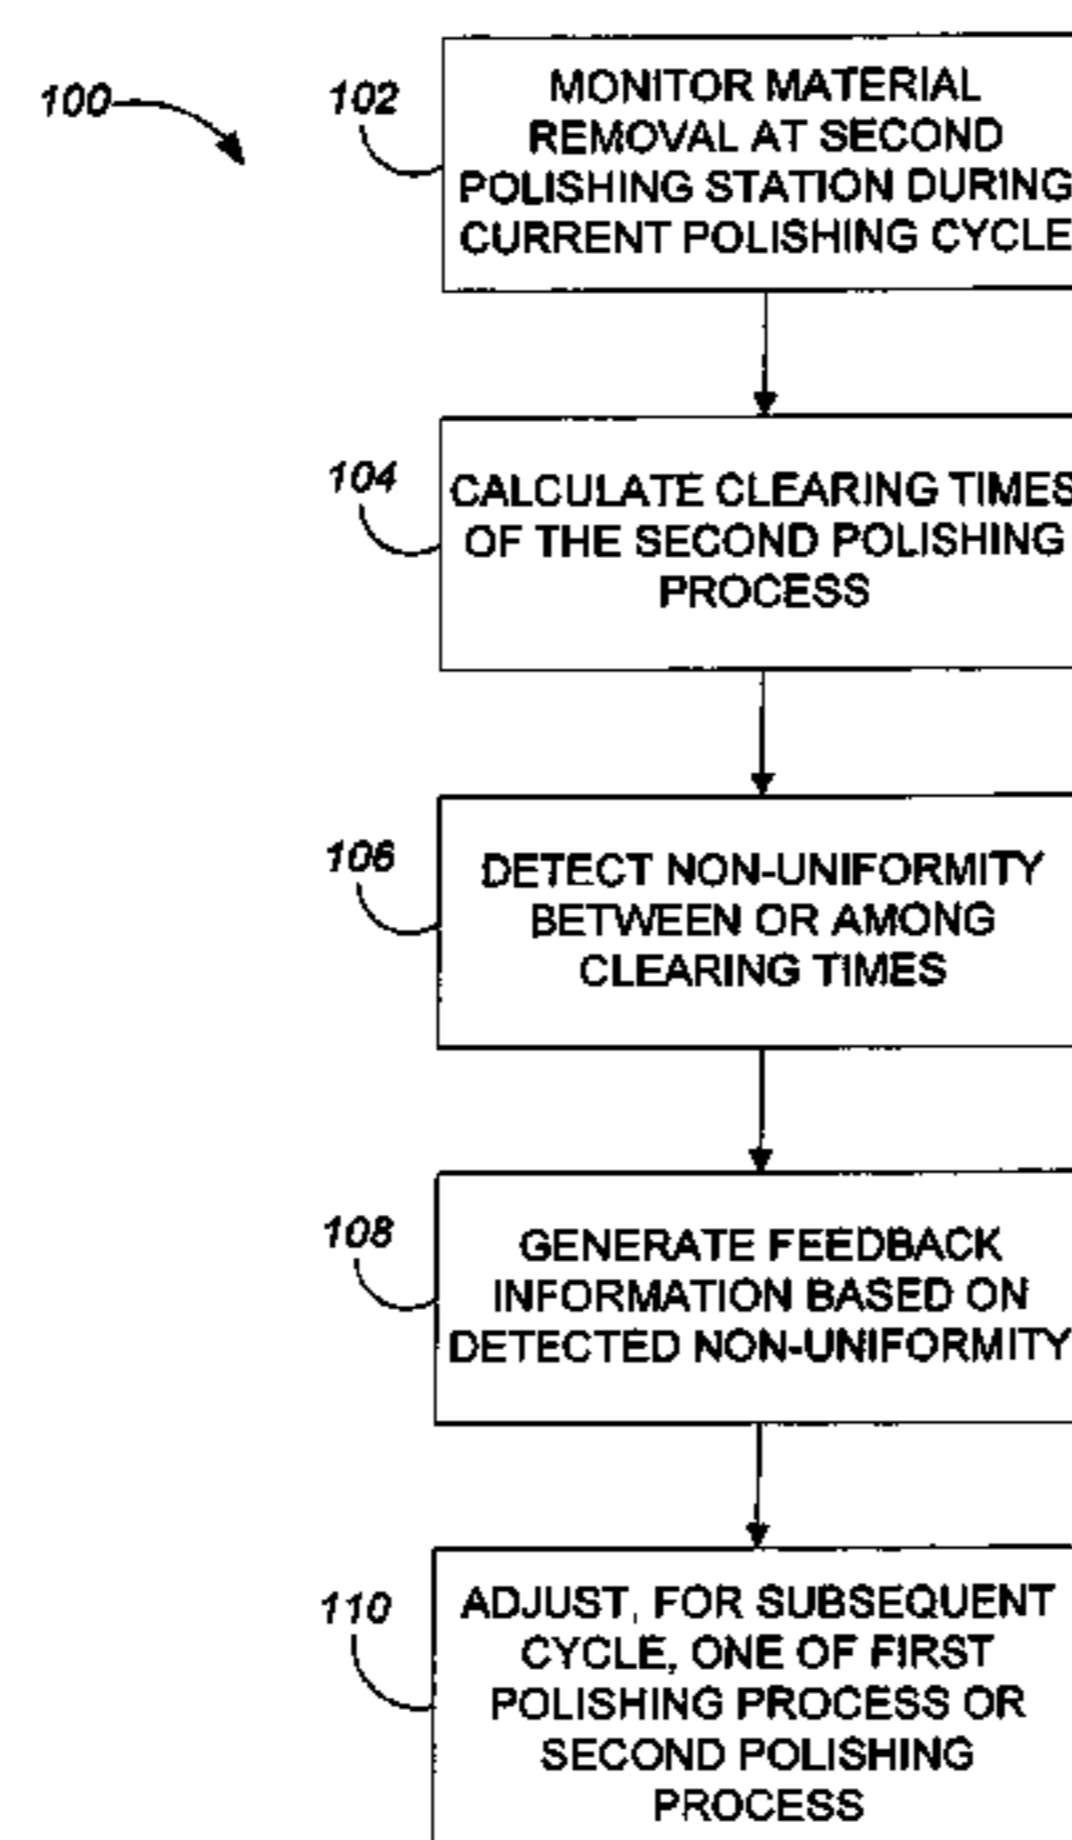 100
102
MONITOR MATERIAL
REMOVAL AT SECOND
POLISHING STATION DURING
CURRENT POLISHING CYCLE
104
CALCULATE CLEARING TIMES
OF THE SECOND POLISHING
PROCESS
106
DETECT NON-UNIFORMITY
BETWEEN OR AMONG
CLEARING TIMES
108
GENERATE FEEDBACK
INFORMATION BASED ON
DETECTED NON-UNIFORMITY
110
ADJUST, FOR SUBSEQUENT
CYCLE, ONE OF FIRST
POLISHING PROCESS OR
SECOND POLISHING
PROCESS